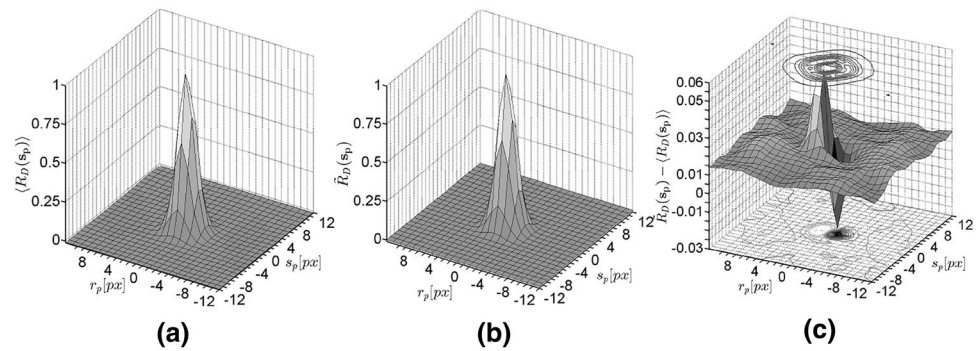 1
0.75
0.5
0.25
0
⟨R_D(s_p)⟩
8 4 0 -4 -8 -12
r_p[px]
-12 -8 -4 0 4 8 12
s_p[px]
(a)
1
0.75
0.5
0.25
0
R̃_D(s_p)
8 4 0 -4 -8 -12
r_p[px]
-12 -8 -4 0 4 8 12
s_p[px]
(b)
0.06
0.05
0.03
0.01
0
-0.01
-0.03
R_D(s_p) − ⟨R_D(s_p)⟩
8 4 0 -4 -8 -12
r_p[px]
-12 -8 -4 0 4 8 12
s_p[px]
(c)